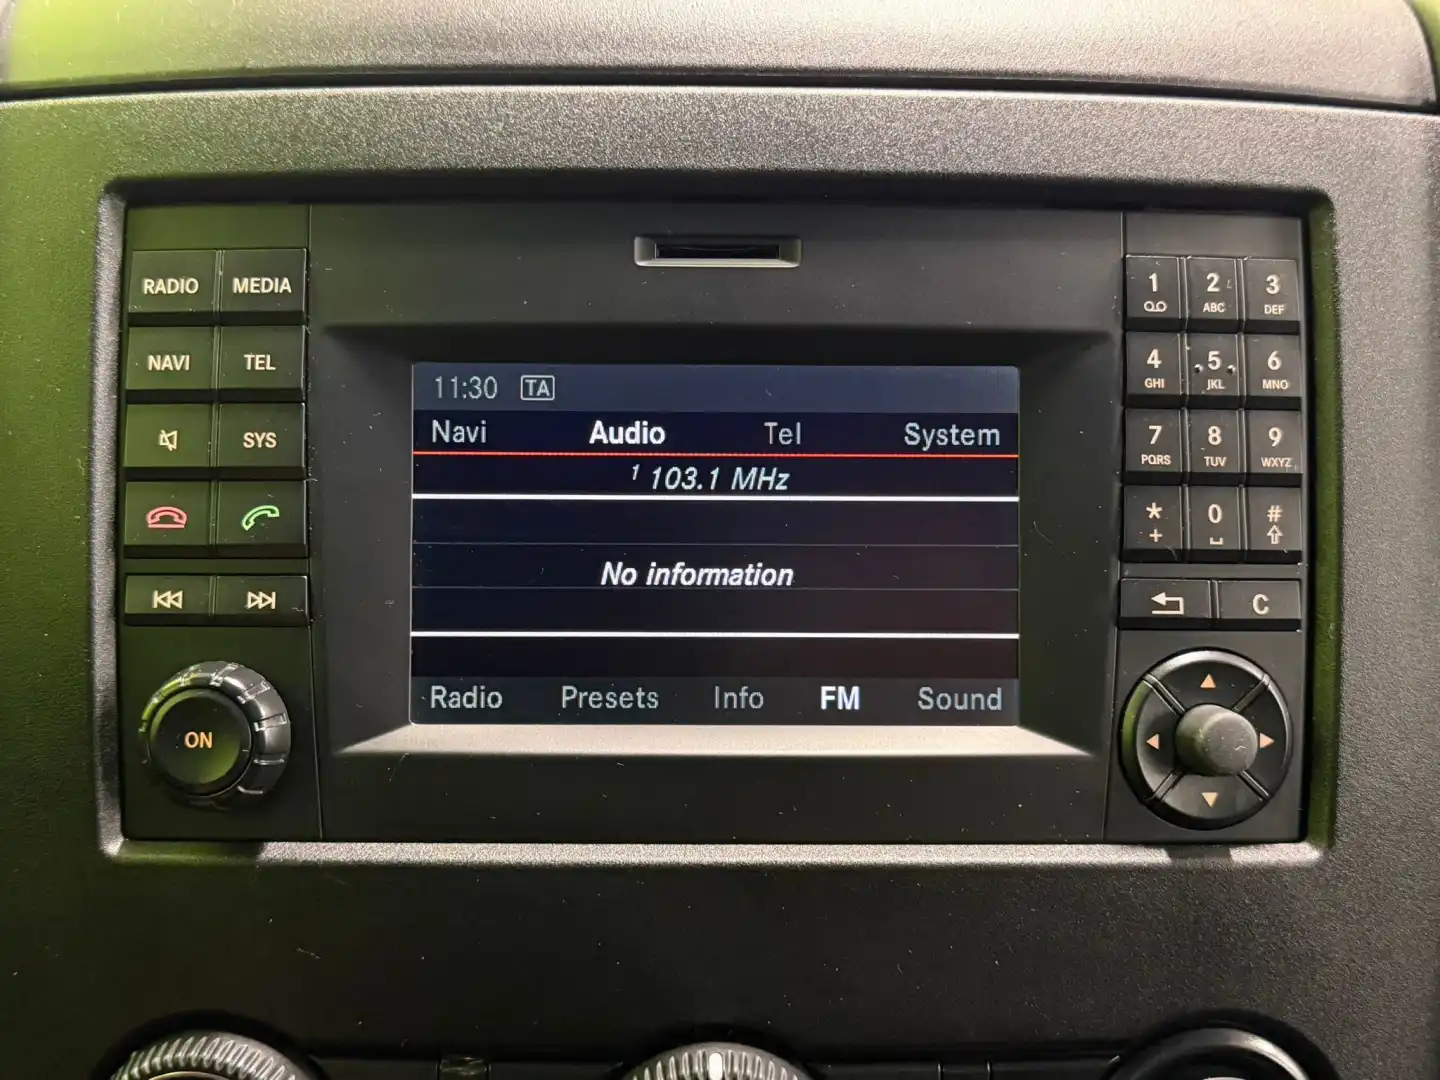 RADIO MEDIA
NAVI TEL
SYS
ON
11:30 TA
Navi Audio Tel System
1 103.1 MHz
No information
Radio Presets Info FM Sound
1 2 3
ABC DEF
4 5 6
GHI JKL MNO
7 8 9
PQRS TUV WXYZ
* 0 #
+
C